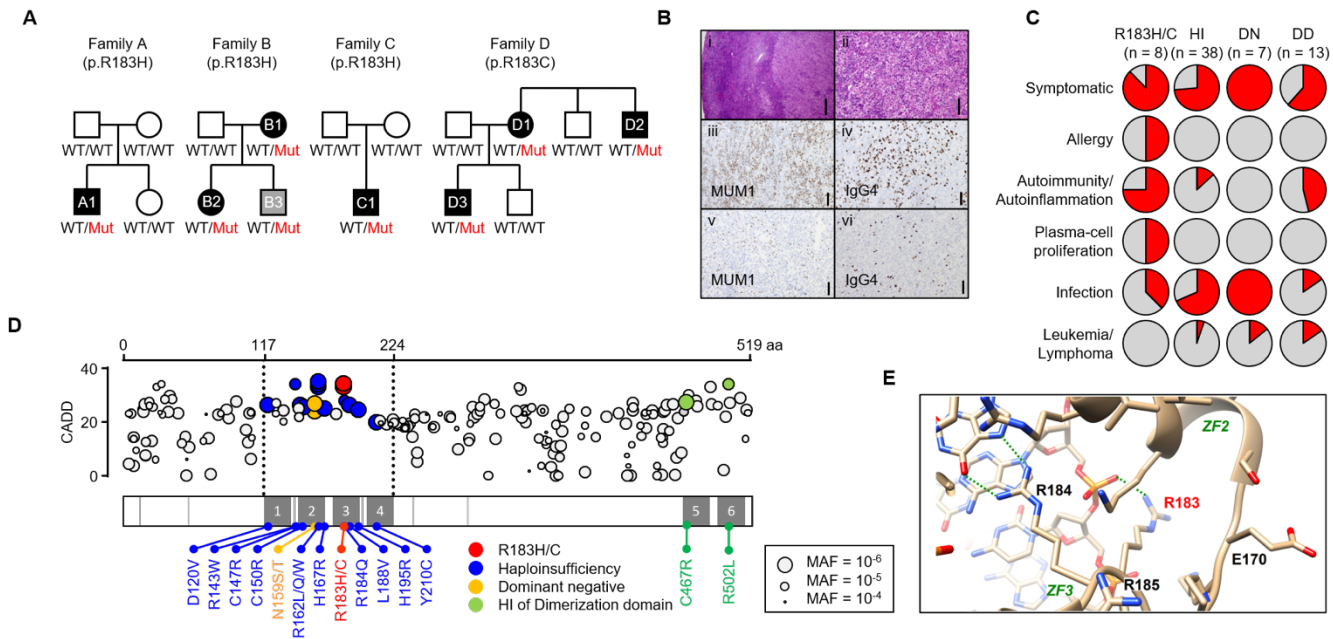 A
Family A
(p.R183H)
Family B
(p.R183H)
Family C
(p.R183H)
Family D
(p.R183C)
B1
D1
D2
WT/WT WT/WT
WT/WT WT/Mut
WT/WT WT/WT
WT/WT WT/Mut WT/WT WT/Mut
A1
B2
B3
C1
D3
WT/Mut WT/WT
WT/Mut WT/Mut
WT/Mut
WT/Mut WT/WT
B
i
ii
iii
MUM1
iv
IgG4
v
MUM1
vi
IgG4
C
R183H/C HI DN DD
(n = 8) (n = 38) (n = 7) (n = 13)
Symptomatic
Allergy
Autoimmunity/
Autoinflammation
Plasma-cell
proliferation
Infection
Leukemia/
Lymphoma
D
0 117 224 519 aa
CADD
40
20
0
1 2 3 4 5 6
D120V
R143W
C147R
C150R
N159S/T
R162L/Q/W
H167R
R183H/C
R184Q
L188V
H195R
Y210C
C467R
R502L
R183H/C
Haploinsufficiency
Dominant negative
HI of Dimerization domain
MAF = 10⁻⁶
MAF = 10⁻⁵
MAF = 10⁻⁴
E
ZF2
R184
R183
E170
R185
ZF3